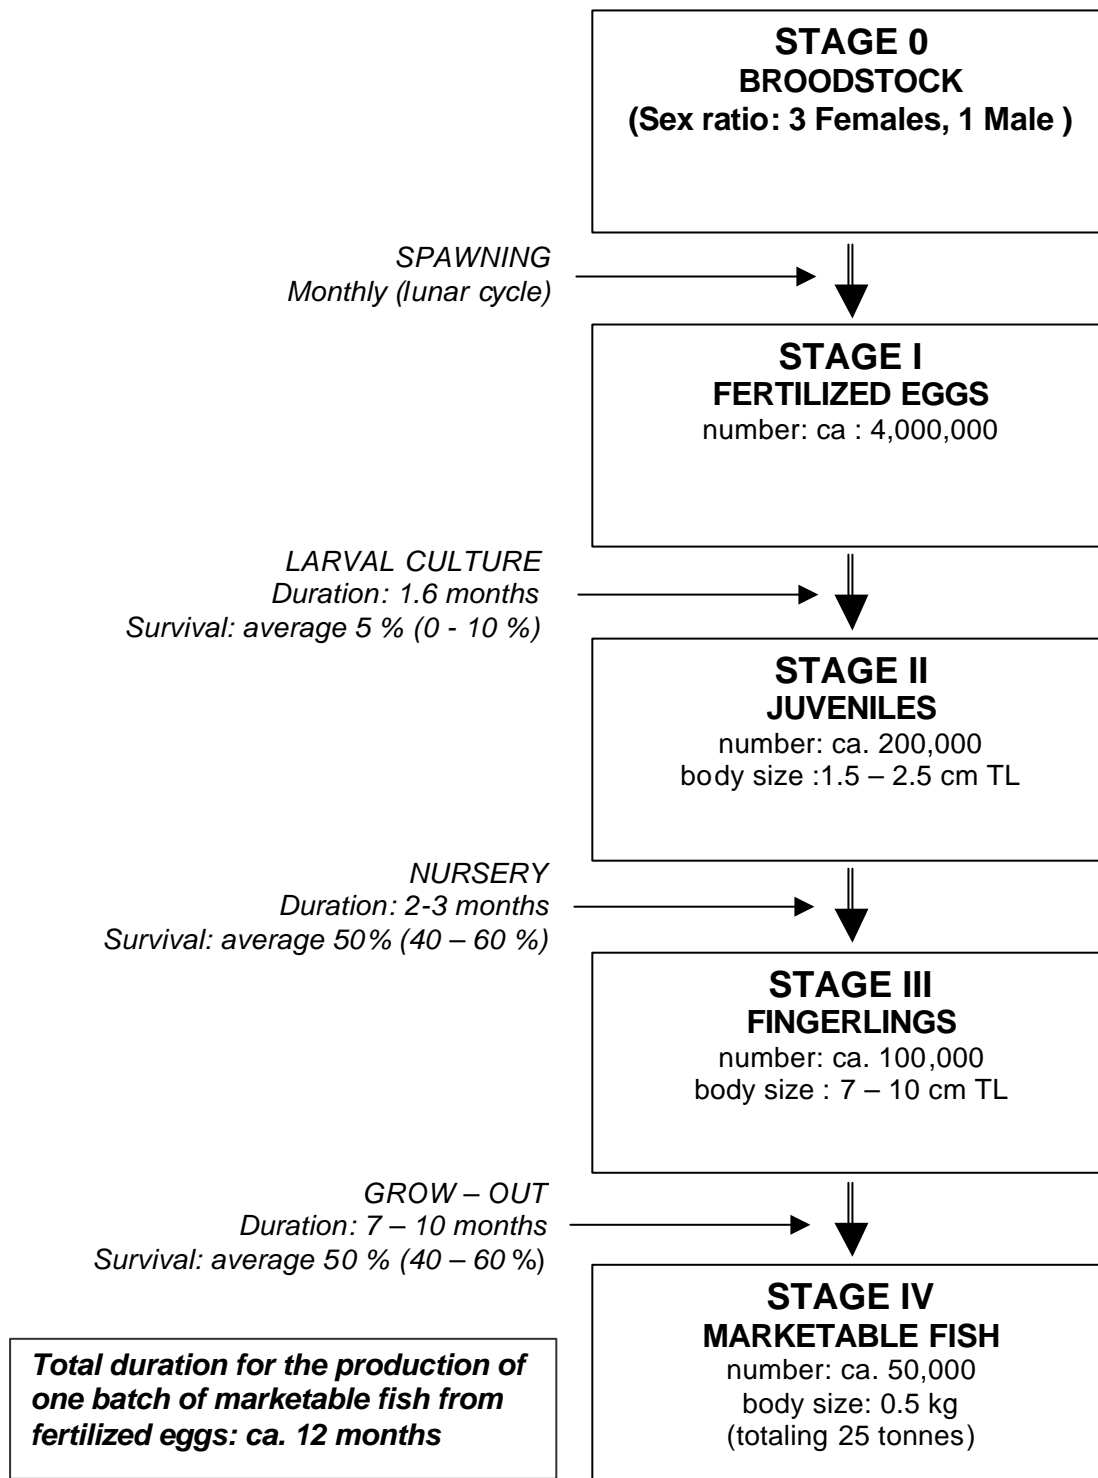 STAGE 0
BROODSTOCK
(Sex ratio: 3 Females, 1 Male )
SPAWNING
Monthly (lunar cycle)
STAGE I
FERTILIZED EGGS
number: ca : 4,000,000
LARVAL CULTURE
Duration: 1.6 months
Survival: average 5 % (0 - 10 %)
STAGE II
JUVENILES
number: ca. 200,000
body size :1.5 – 2.5 cm TL
NURSERY
Duration: 2-3 months
Survival: average 50% (40 – 60 %)
STAGE III
FINGERLINGS
number: ca. 100,000
body size : 7 – 10 cm TL
GROW – OUT
Duration: 7 – 10 months
Survival: average 50 % (40 – 60 %)
STAGE IV
MARKETABLE FISH
number: ca. 50,000
body size: 0.5 kg
(totaling 25 tonnes)
Total duration for the production of
one batch of marketable fish from
fertilized eggs: ca. 12 months